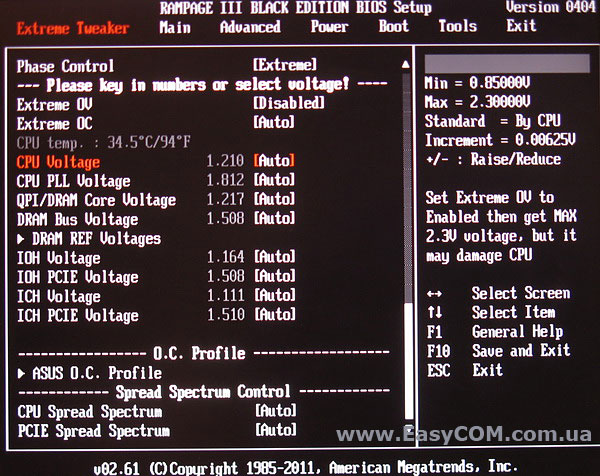 RAMPAGE III BLACK EDITION BIOS Setup Version 0404
Extreme Tweaker Main Advanced Power Boot Tools Exit
Phase Control [Extreme]
--- Please key in numbers or select voltage! ----
Extreme OV [Disabled]
Extreme OC [Auto]
CPU temp. : 34.5°C/94°F
CPU Voltage 1.210 [Auto]
CPU PLL Voltage 1.812 [Auto]
QPI/DRAM Core Voltage 1.217 [Auto]
DRAM Bus Voltage 1.508 [Auto]
▶ DRAM REF Voltages
IOH Voltage 1.164 [Auto]
IOH PCIE Voltage 1.508 [Auto]
ICH Voltage 1.111 [Auto]
ICH PCIE Voltage 1.510 [Auto]
------------------ O.C. Profile -------------------
▶ ASUS O.C. Profile
------------- Spread Spectrum Control -------------
CPU Spread Spectrum [Auto]
PCIE Spread Spectrum [Auto]
Min = 0.85000V
Max = 2.30000V
Standard = By CPU
Increment = 0.00625V
+/- : Raise/Reduce
Set Extreme OV to
Enabled then get MAX
2.3V voltage, but it
may damage CPU
↔ Select Screen
↑↓ Select Item
F1 General Help
F10 Save and Exit
ESC Exit
www.EasyCOM.com.ua
v02.61 (C)Copyright 1985-2011, American Megatrends, Inc.